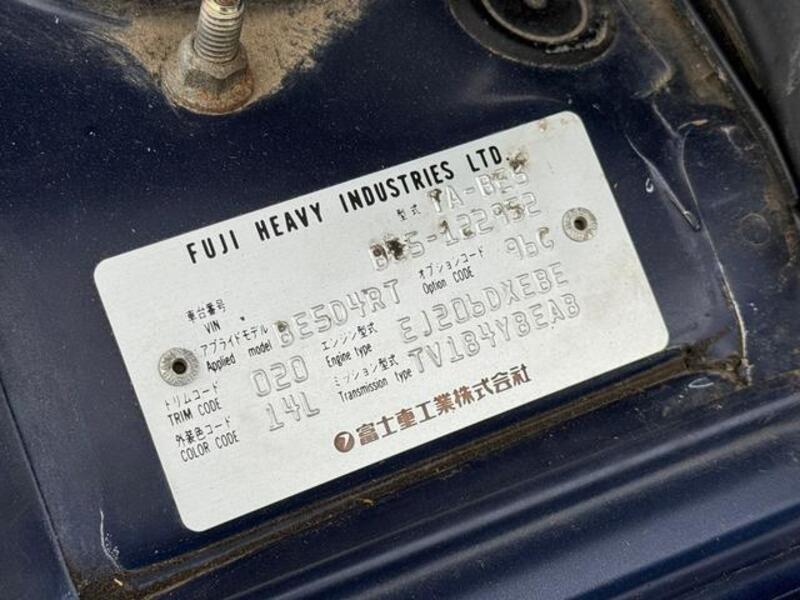 FUJI HEAVY INDUSTRIES LTD.
型式 TA-BE5
車台番号 VIN BE5-122952
アプライドモデル Applied model BE5D4RT オプションコード Option CODE 96C
トリムコード TRIM CODE 020 エンジン型式 Engine type EJ206DXEBE
外装色コード COLOR CODE 14L ミッション型式 Transmission type TV1B4Y8EAB
富士重工業株式会社